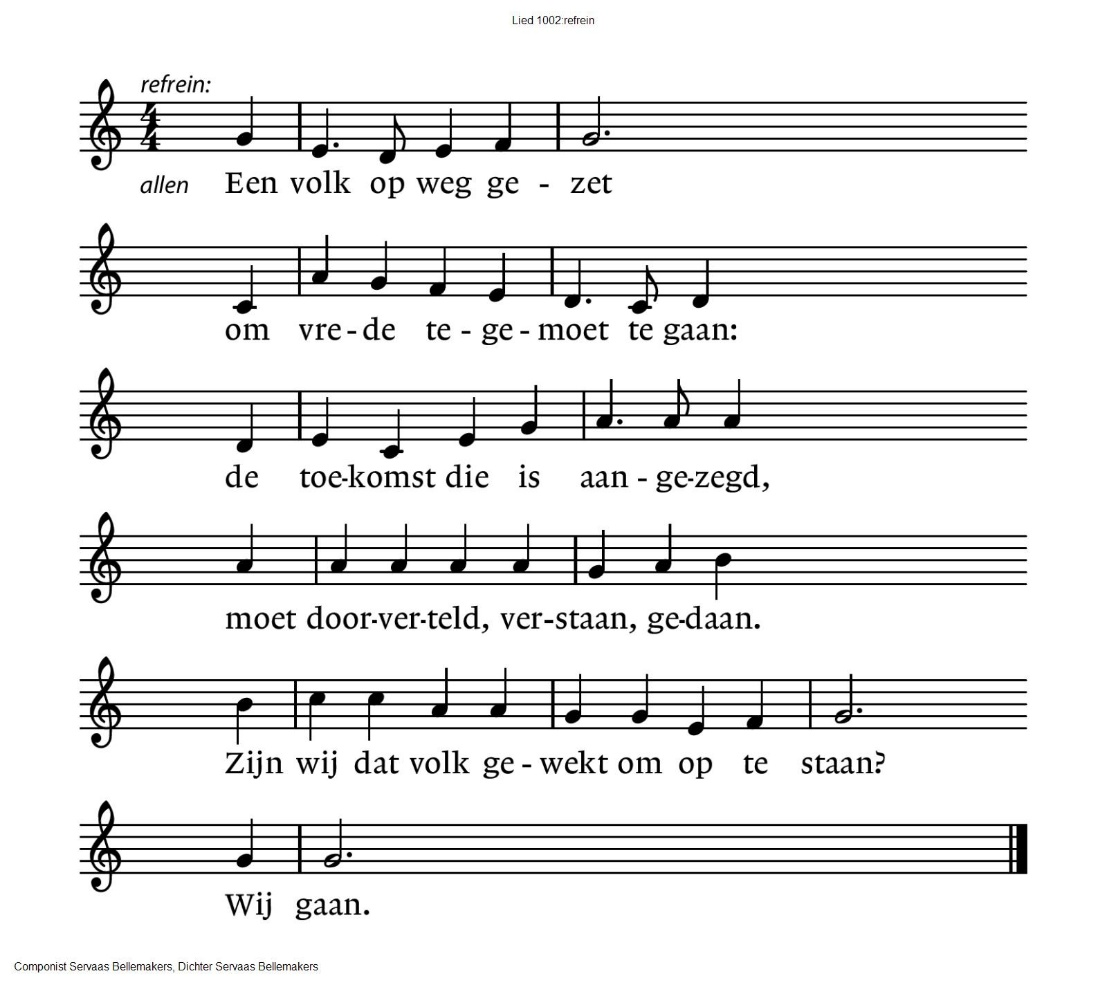 Lied 1002:refrein
refrein:
allen Een volk op weg ge - zet
om vre - de te - ge - moet te gaan:
de toe-komst die is aan - ge-zegd,
moet door-ver-teld, ver-staan, ge-daan.
Zijn wij dat volk ge - wekt om op te staan?
Wij gaan.
Componist Servaas Bellemakers, Dichter Servaas Bellemakers